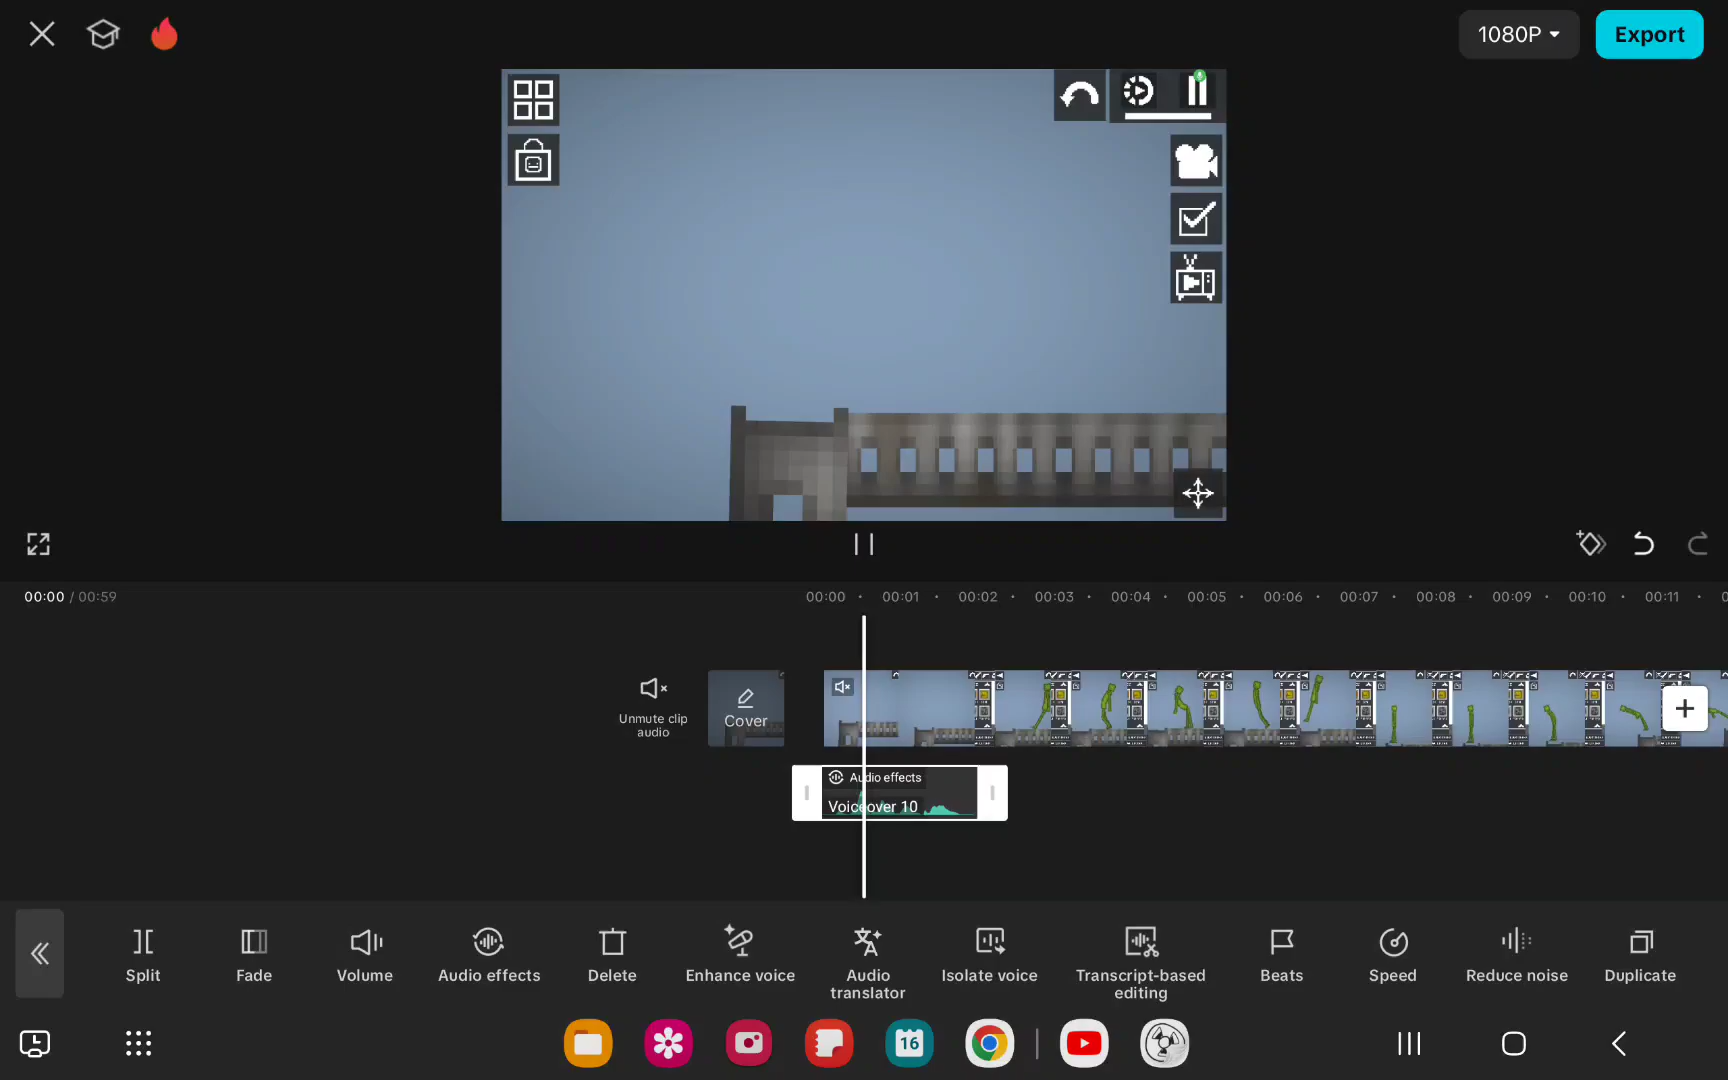 1080P
Export
00:00 / 00:59
00:00
00:01
00:02
00:03
00:04
00:05
00:06
00:07
00:08
00:09
00:10
00:11
Unmute clip
audio
Cover
Audio effects
Voiceover 10
Split
Fade
Volume
Audio effects
Delete
Enhance voice
Audio
translator
Isolate voice
Transcript-based
editing
Beats
Speed
Reduce noise
Duplicate
16